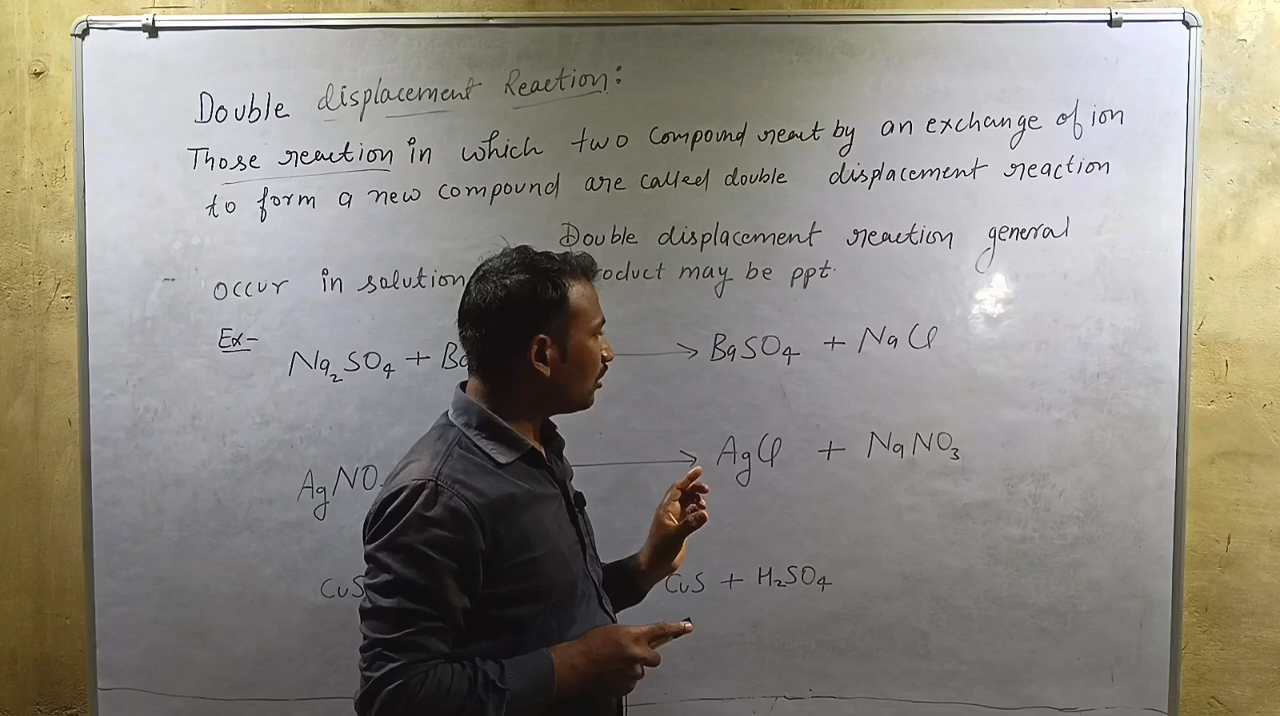 Double displacement Reaction:
Those reaction in which two compound react by an exchange of ion
to form a new compound are called double displacement reaction
Double displacement reaction general
occur in solution roduct may be ppt.
Ex-
Na₂SO₄ + Ba → BaSO₄ + NaCl
AgNO → AgCl + NaNO₃
CuS CuS + H₂SO₄